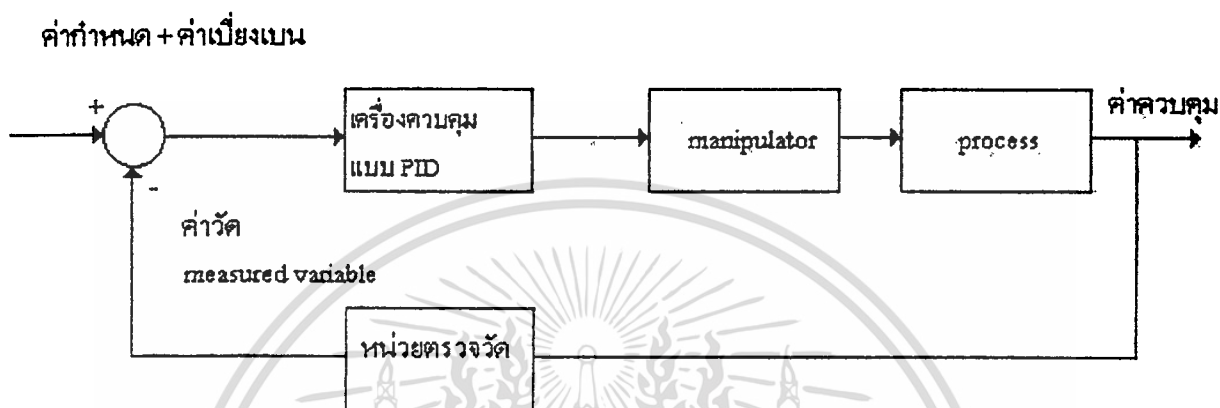 ค่ากำหนด + ค่าเบี่ยงเบน
+
เครื่องควบคุม
แบบ PID
manipulator
process
ค่าควบคุม
-
ค่าวัด
measured variable
หน่วยตรวจวัด